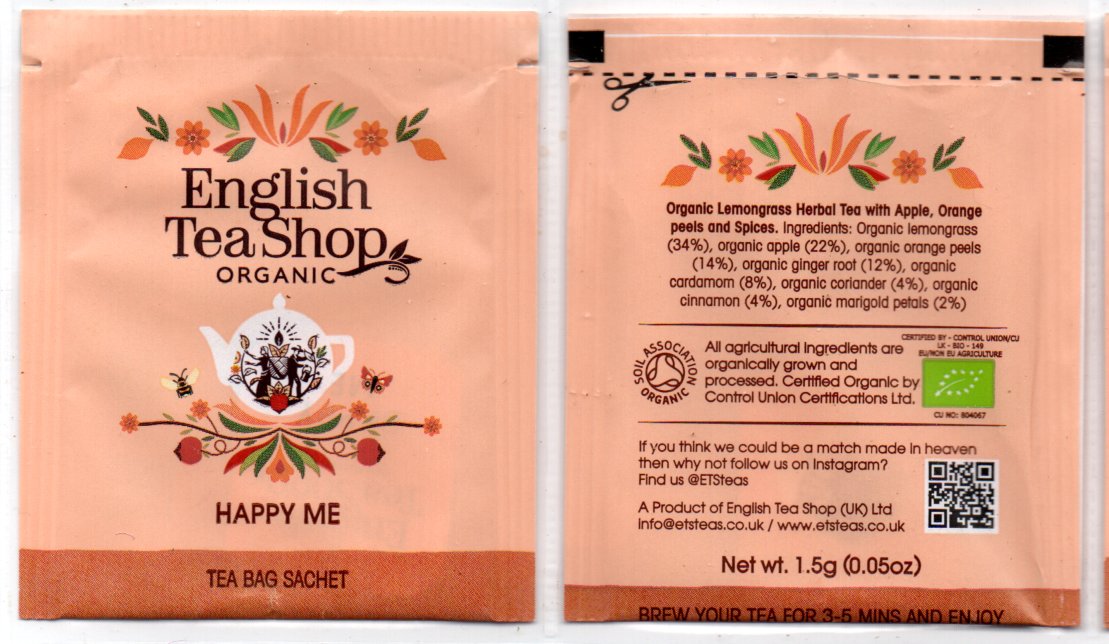 English
Tea Shop
ORGANIC
HAPPY ME
TEA BAG SACHET
Organic Lemongrass Herbal Tea with Apple, Orange
peels and Spices. Ingredients: Organic lemongrass
(34%), organic apple (22%), organic orange peels
(14%), organic ginger root (12%), organic
cardamom (8%), organic coriander (4%), organic
cinnamon (4%), organic marigold petals (2%)
SOIL ASSOCIATION
ORGANIC
All agricultural ingredients are
organically grown and
processed. Certified Organic by
Control Union Certifications Ltd.
CERTIFIED BY - CONTROL UNION/CU
LK - BIO - 149
EU/NON EU AGRICULTURE
CU NO: 804067
If you think we could be a match made in heaven
then why not follow us on Instagram?
Find us @ETSteas
A Product of English Tea Shop (UK) Ltd
info@etsteas.co.uk / www.etsteas.co.uk
Net wt. 1.5g (0.05oz)
BREW YOUR TEA FOR 3-5 MINS AND ENJOY